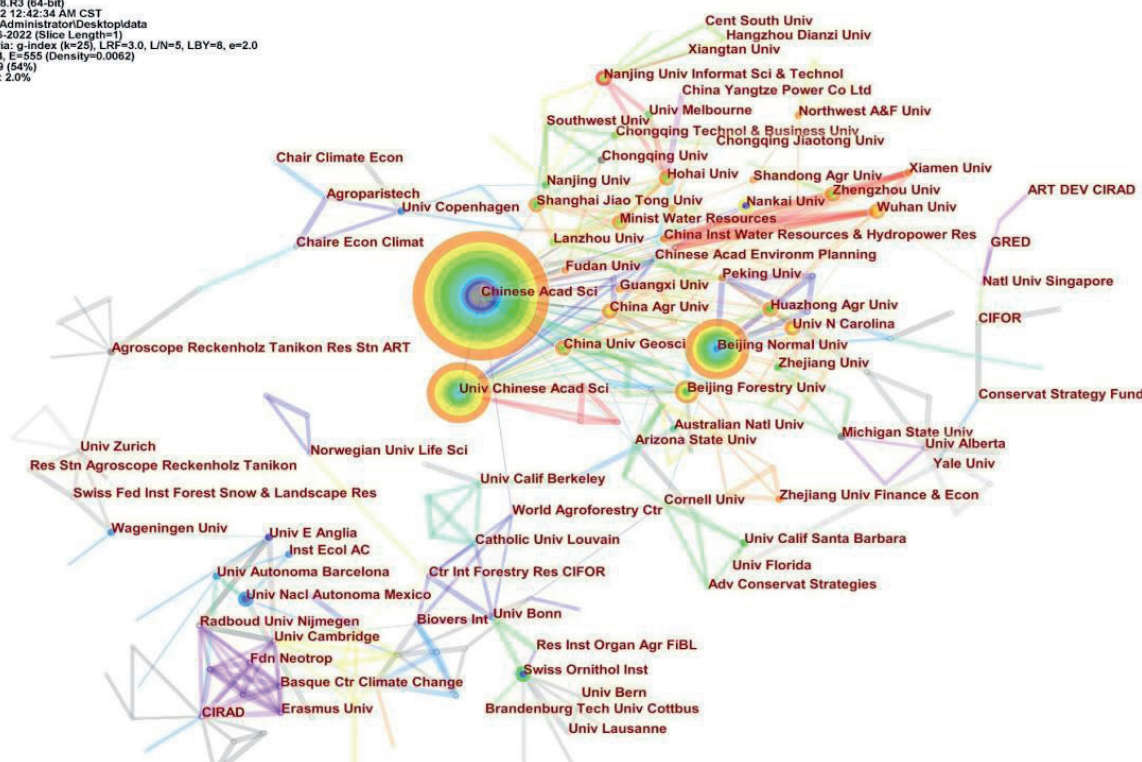 8.R3 (64-bit)
2 12:42:34 AM CST
Administrator\Desktop\data
-2022 (Slice Length=1)
ia: g-index (k=25), LRF=3.0, L/N=5, LBY=8, e=2.0
, E=555 (Density=0.0062)
9 (54%)
: 2.0%
Cent South Univ
Hangzhou Dianzi Univ
Xiangtan Univ
Nanjing Univ Informat Sci & Technol
China Yangtze Power Co Ltd
Univ Melbourne
Northwest A&F Univ
Southwest Univ
Chongqing Technol & Business Univ
Chongqing Jiaotong Univ
Chongqing Univ
Chair Climate Econ
Xiamen Univ
Hohai Univ
Shandong Agr Univ
Nanjing Univ
Zhengzhou Univ
ART DEV CIRAD
Agroparistech
Shanghai Jiao Tong Univ
Nankai Univ
Univ Copenhagen
Wuhan Univ
Minist Water Resources
China Inst Water Resources & Hydropower Res
Lanzhou Univ
Chaire Econ Climat
GRED
Chinese Acad Environm Planning
Fudan Univ
Peking Univ
Natl Univ Singapore
Guangxi Univ
Chinese Acad Sci
China Agr Univ
Huazhong Agr Univ
CIFOR
Univ N Carolina
China Univ Geosci
Beijing Normal Univ
Agroscope Reckenholz Tanikon Res Stn ART
Zhejiang Univ
Univ Chinese Acad Sci
Beijing Forestry Univ
Conservat Strategy Fund
Australian Natl Univ
Michigan State Univ
Arizona State Univ
Univ Alberta
Univ Zurich
Norwegian Univ Life Sci
Yale Univ
Res Stn Agroscope Reckenholz Tanikon
Univ Calif Berkeley
Swiss Fed Inst Forest Snow & Landscape Res
Zhejiang Univ Finance & Econ
Cornell Univ
World Agroforestry Ctr
Wageningen Univ
Univ E Anglia
Catholic Univ Louvain
Univ Calif Santa Barbara
Inst Ecol AC
Univ Florida
Univ Autonoma Barcelona
Ctr Int Forestry Res CIFOR
Adv Conservat Strategies
Univ Nacl Autonoma Mexico
Univ Bonn
Radboud Univ Nijmegen
Biovers Int
Univ Cambridge
Res Inst Organ Agr FiBL
Fdn Neotrop
Swiss Ornithol Inst
Basque Ctr Climate Change
Univ Bern
Brandenburg Tech Univ Cottbus
CIRAD
Erasmus Univ
Univ Lausanne